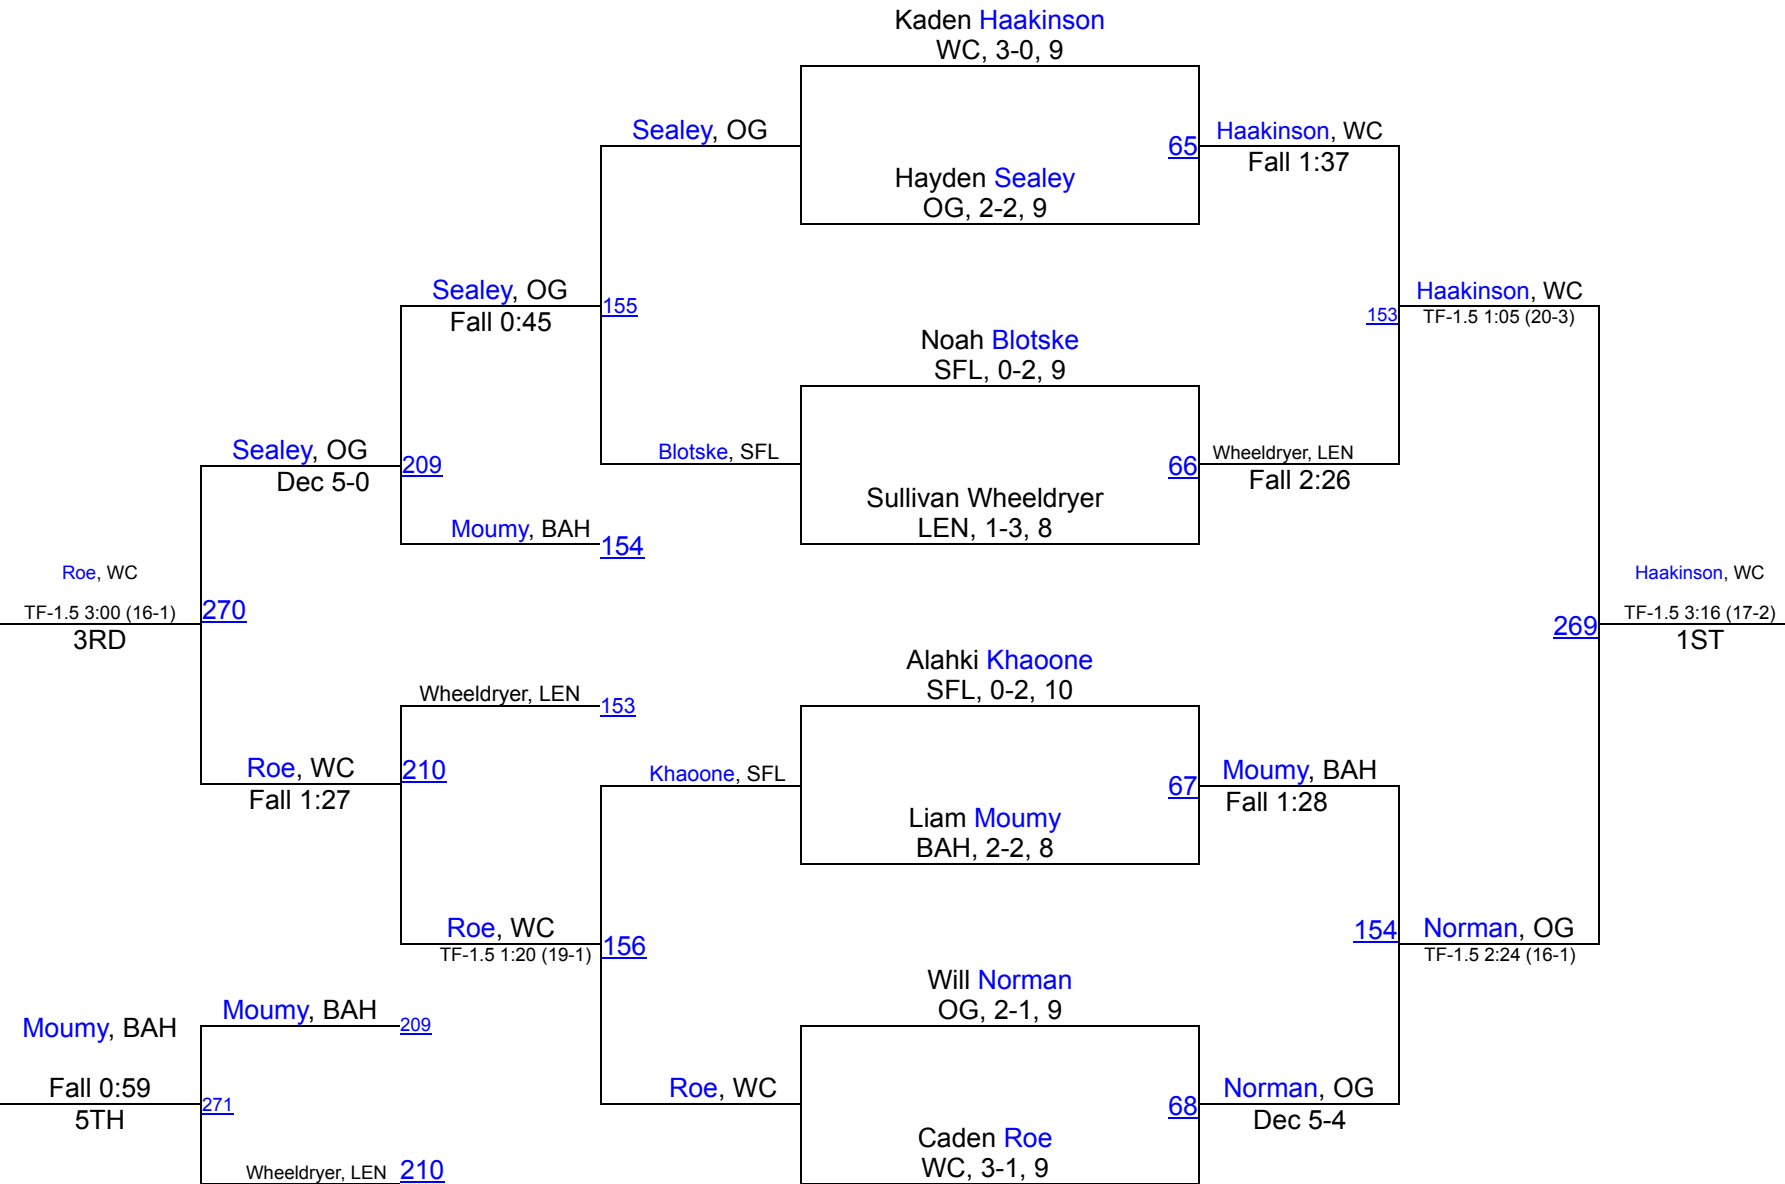 Kaden Haakinson
WC, 3-0, 9
Sealey, OG
65
Haakinson, WC
Fall 1:37
Hayden Sealey
OG, 2-2, 9
Sealey, OG
Fall 0:45
155
Haakinson, WC
153
TF-1.5 1:05 (20-3)
Noah Blotske
SFL, 0-2, 9
Sealey, OG
Dec 5-0
209
Blotske, SFL
66
Wheeldryer, LEN
Fall 2:26
Sullivan Wheeldryer
LEN, 1-3, 8
Moumy, BAH
154
Roe, WC
TF-1.5 3:00 (16-1)
3RD
270
Haakinson, WC
269
TF-1.5 3:16 (17-2)
1ST
Alahki Khaoone
SFL, 0-2, 10
Wheeldryer, LEN
153
Roe, WC
Fall 1:27
210
Khaoone, SFL
67
Moumy, BAH
Fall 1:28
Liam Moumy
BAH, 2-2, 8
Roe, WC
TF-1.5 1:20 (19-1)
156
154
Norman, OG
TF-1.5 2:24 (16-1)
Will Norman
OG, 2-1, 9
Moumy, BAH
Moumy, BAH
209
Fall 0:59
5TH
271
Roe, WC
68
Norman, OG
Dec 5-4
Caden Roe
WC, 3-1, 9
Wheeldryer, LEN
210